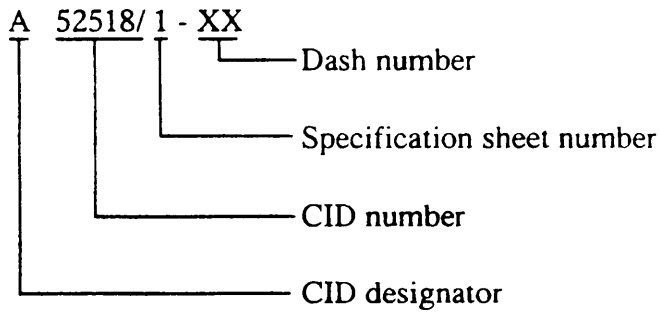 A 52518/ 1 - XX
Dash number
Specification sheet number
CID number
CID designator